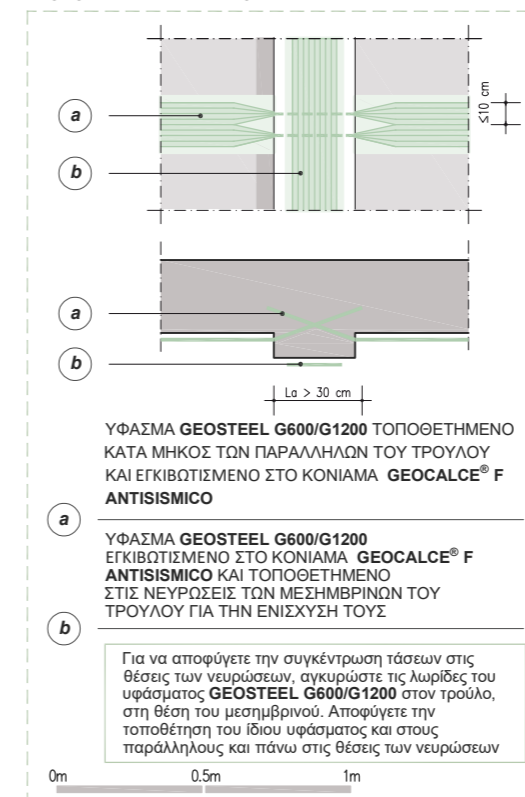 ≤10 cm
a
b
a
b
La > 30 cm
ΥΦΑΣΜΑ GEOSTEEL G600/G1200 ΤΟΠΟΘΕΤΗΜΕΝΟ
ΚΑΤΑ ΜΗΚΟΣ ΤΩΝ ΠΑΡΑΛΛΗΛΩΝ ΤΟΥ ΤΡΟΥΛΟΥ
ΚΑΙ ΕΓΚΙΒΩΤΙΣΜΕΝΟ ΣΤΟ ΚΟΝΙΑΜΑ GEOCALCE® F
ANTISISMICO
a
ΥΦΑΣΜΑ GEOSTEEL G600/G1200
ΕΓΚΙΒΩΤΙΣΜΕΝΟ ΣΤΟ ΚΟΝΙΑΜΑ GEOCALCE® F
ANTISISMICO ΚΑΙ ΤΟΠΟΘΕΤΗΜΕΝΟ
ΣΤΙΣ ΝΕΥΡΩΣΕΙΣ ΤΩΝ ΜΕΣΗΜΒΡΙΝΩΝ ΤΟΥ
ΤΡΟΥΛΟΥ ΓΙΑ ΤΗΝ ΕΝΙΣΧΥΣΗ ΤΟΥΣ
b
Για να αποφύγετε την συγκέντρωση τάσεων στις
θέσεις των νευρώσεων, αγκυρώστε τις λωρίδες του
υφάσματος GEOSTEEL G600/G1200 στον τρούλο,
στη θέση του μεσημβρινού. Αποφύγετε την
τοποθέτηση του ίδιου υφάσματος και στους
παράλληλους και πάνω στις θέσεις των νευρώσεων
0m 0.5m 1m